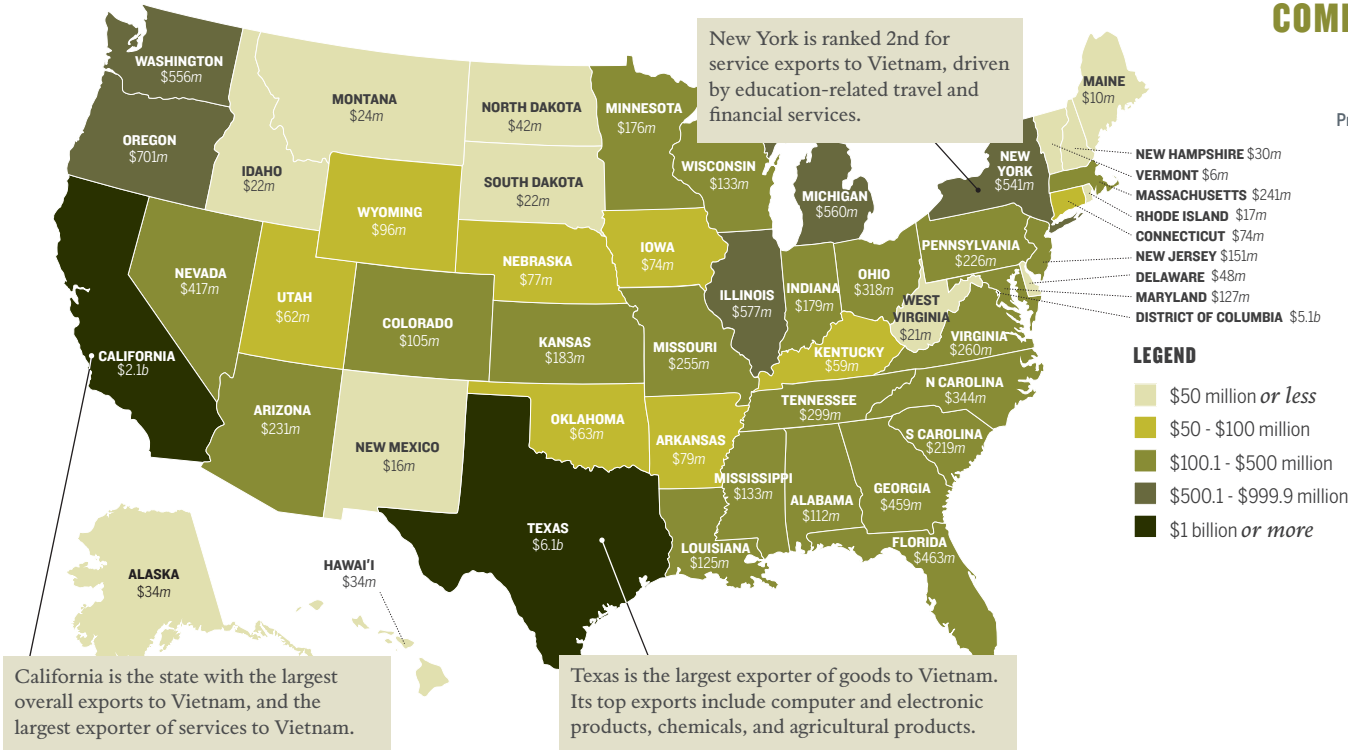 COM
New York is ranked 2nd for
service exports to Vietnam, driven
by education-related travel and
financial services.
WASHINGTON
$556m
OREGON
$701m
MONTANA
$24m
IDAHO
$22m
NORTH DAKOTA
$42m
SOUTH DAKOTA
$22m
MINNESOTA
$176m
WISCONSIN
$133m
MICHIGAN
$560m
NEW
YORK
$541m
MAINE
$10m
Pr
NEW HAMPSHIRE $30m
VERMONT $6m
MASSACHUSETTS $241m
RHODE ISLAND $17m
CONNECTICUT $74m
NEW JERSEY $151m
DELAWARE $48m
MARYLAND $127m
DISTRICT OF COLUMBIA $5.1b
WYOMING
$96m
NEVADA
$417m
UTAH
$62m
COLORADO
$105m
NEBRASKA
$77m
IOWA
$74m
KANSAS
$183m
MISSOURI
$255m
ILLINOIS
$577m
INDIANA
$179m
OHIO
$318m
PENNSYLVANIA
$226m
WEST
VIRGINIA
$21m
VIRGINIA
$260m
KENTUCKY
$59m
CALIFORNIA
$2.1b
ARIZONA
$231m
NEW MEXICO
$16m
OKLAHOMA
$63m
ARKANSAS
$79m
TENNESSEE
$299m
N CAROLINA
$344m
S CAROLINA
$219m
MISSISSIPPI
$133m
ALABAMA
$112m
GEORGIA
$459m
TEXAS
$6.1b
LOUISIANA
$125m
FLORIDA
$463m
ALASKA
$34m
HAWAI'I
$34m
LEGEND
$50 million or less
$50 - $100 million
$100.1 - $500 million
$500.1 - $999.9 million
$1 billion or more
California is the state with the largest
overall exports to Vietnam, and the
largest exporter of services to Vietnam.
Texas is the largest exporter of goods to Vietnam.
Its top exports include computer and electronic
products, chemicals, and agricultural products.